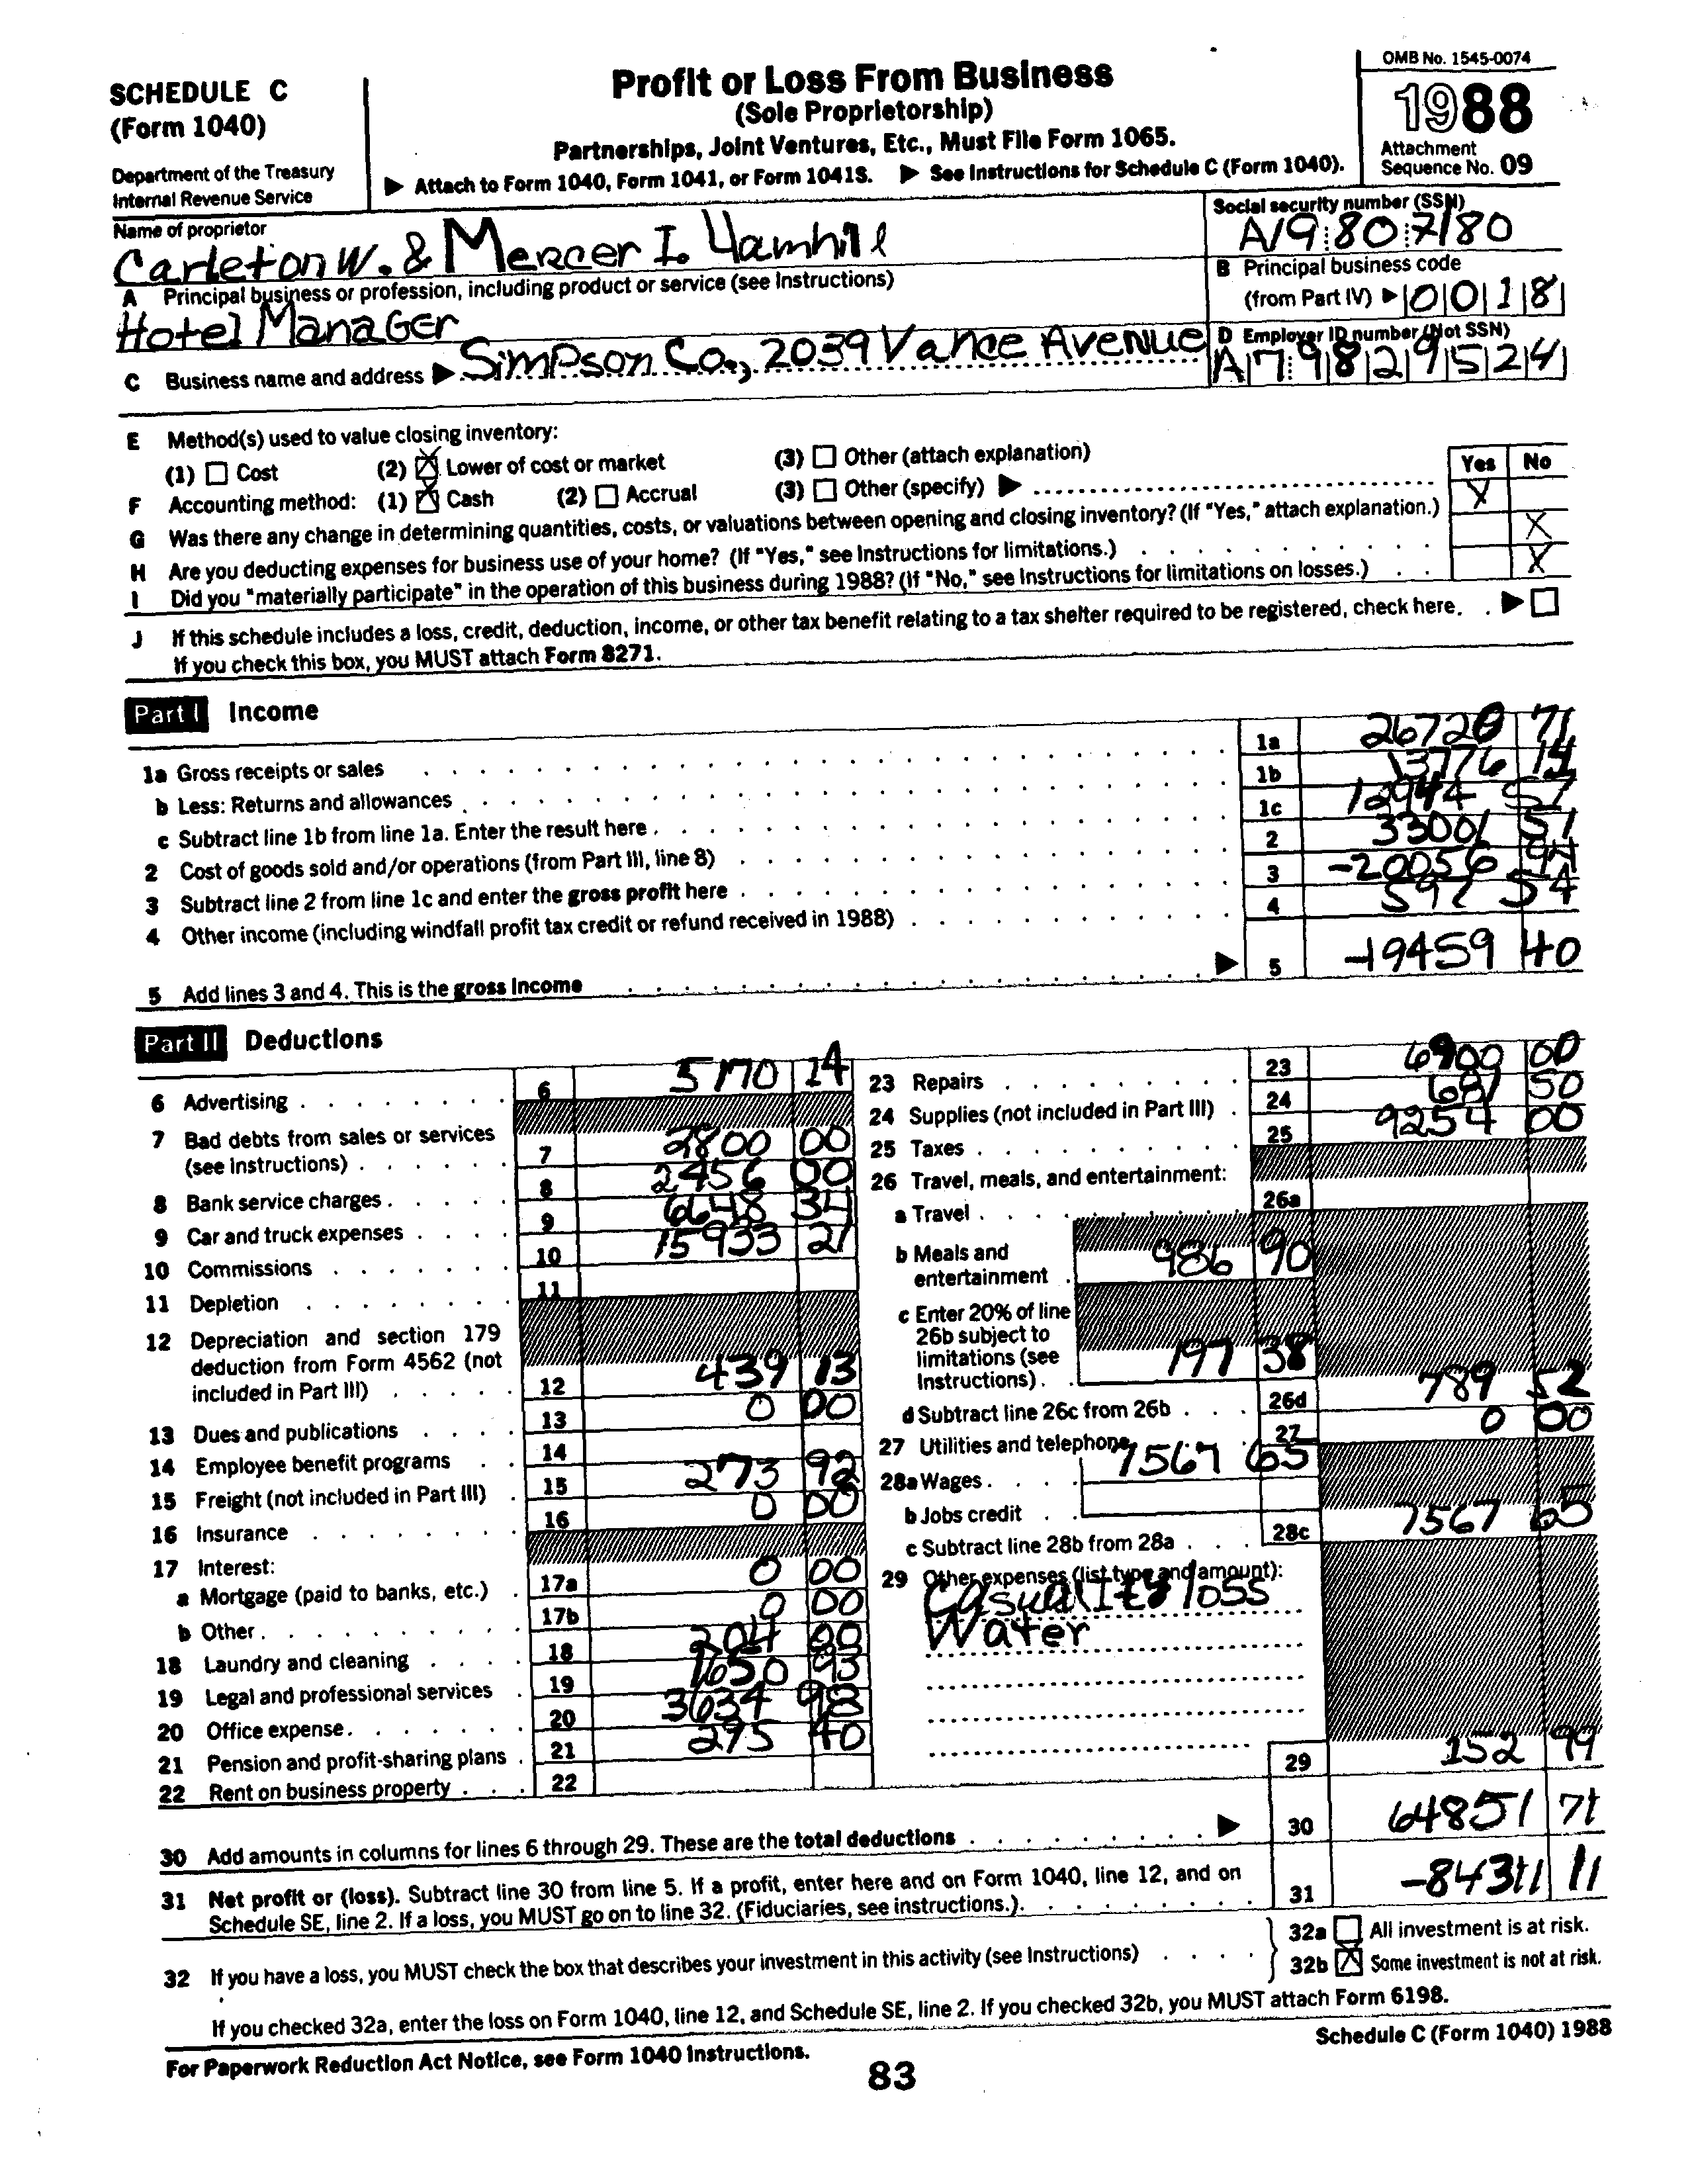 SCHEDULE C
(Form 1040)
Department of the Treasury
Internal Revenue Service
Profit or Loss From Business
(Sole Proprietorship)
Partnerships, Joint Ventures, Etc., Must File Form 1065.
▶ Attach to Form 1040, Form 1041, or Form 1041S. ▶ See Instructions for Schedule C (Form 1040).
OMB No. 1545-0074
1988
Attachment
Sequence No. 09
Name of proprietor
Carleton W. & Mercer I. Yamhill
Social security number (SSN)
A19:80:7180
A Principal business or profession, including product or service (see Instructions)
Hotel Manager
B Principal business code
(from Part IV) ▶ 0018
C Business name and address ▶ Simpson Co., 2039 Vance Avenue
D Employer ID number (Not SSN)
A79829524
E Method(s) used to value closing inventory:
(1) Cost (2) X Lower of cost or market (3) Other (attach explanation)
Yes No
F Accounting method: (1) X Cash (2) Accrual (3) Other (specify) ▶
G Was there any change in determining quantities, costs, or valuations between opening and closing inventory? (If "Yes," attach explanation.) X
H Are you deducting expenses for business use of your home? (If "Yes," see Instructions for limitations.) X
I Did you "materially participate" in the operation of this business during 1988? (If "No," see Instructions for limitations on losses.) X
J If this schedule includes a loss, credit, deduction, income, or other tax benefit relating to a tax shelter required to be registered, check here. ▶
If you check this box, you MUST attach Form 8271.
Part I Income
1a Gross receipts or sales 1a 26720 71
b Less: Returns and allowances 1b 13776 14
c Subtract line 1b from line 1a. Enter the result here 1c 12944 57
2 Cost of goods sold and/or operations (from Part III, line 8) 2 33001 51
3 Subtract line 2 from line 1c and enter the gross profit here 3 -20056 94
4 Other income (including windfall profit tax credit or refund received in 1988) 4 597 54
5 Add lines 3 and 4. This is the gross income ▶ 5 -19459 40
Part II Deductions
6 Advertising 6 5170 14
7 Bad debts from sales or services
(see Instructions) 7 2800 00
8 Bank service charges 8 2456 00
9 Car and truck expenses 9 6648 34
10 Commissions 10 15933 21
11 Depletion 11
12 Depreciation and section 179
deduction from Form 4562 (not
included in Part III) 12 439 13
13 Dues and publications 13 0 00
14 Employee benefit programs 14
15 Freight (not included in Part III) 15 273 92
16 Insurance 16 0 00
17 Interest:
a Mortgage (paid to banks, etc.) 17a 0 00
b Other 17b 0 00
18 Laundry and cleaning 18 204 00
19 Legal and professional services 19 1650 93
20 Office expense 20 3634 98
21 Pension and profit-sharing plans 21 295 40
22 Rent on business property 22
23 Repairs 23 6900 00
24 Supplies (not included in Part III) 24 681 50
25 Taxes 25 9254 00
26 Travel, meals, and entertainment:
a Travel 26a
b Meals and
entertainment 986 90
c Enter 20% of line
26b subject to
limitations (see
Instructions) 197 38
d Subtract line 26c from 26b 26d 789 52
27 Utilities and telephone 27 0 00
28a Wages 7567 65
b Jobs credit
c Subtract line 28b from 28a 28c 7567 65
29 Other expenses (list type and amount):
Casuality loss
Water
29 152 99
30 Add amounts in columns for lines 6 through 29. These are the total deductions ▶ 30 64851 71
31 Net profit or (loss). Subtract line 30 from line 5. If a profit, enter here and on Form 1040, line 12, and on
Schedule SE, line 2. If a loss, you MUST go on to line 32. (Fiduciaries, see instructions.) 31 -84311 11
32 If you have a loss, you MUST check the box that describes your investment in this activity (see Instructions)
32a All investment is at risk.
32b X Some investment is not at risk.
If you checked 32a, enter the loss on Form 1040, line 12, and Schedule SE, line 2. If you checked 32b, you MUST attach Form 6198.
For Paperwork Reduction Act Notice, see Form 1040 Instructions.
Schedule C (Form 1040) 1988
83